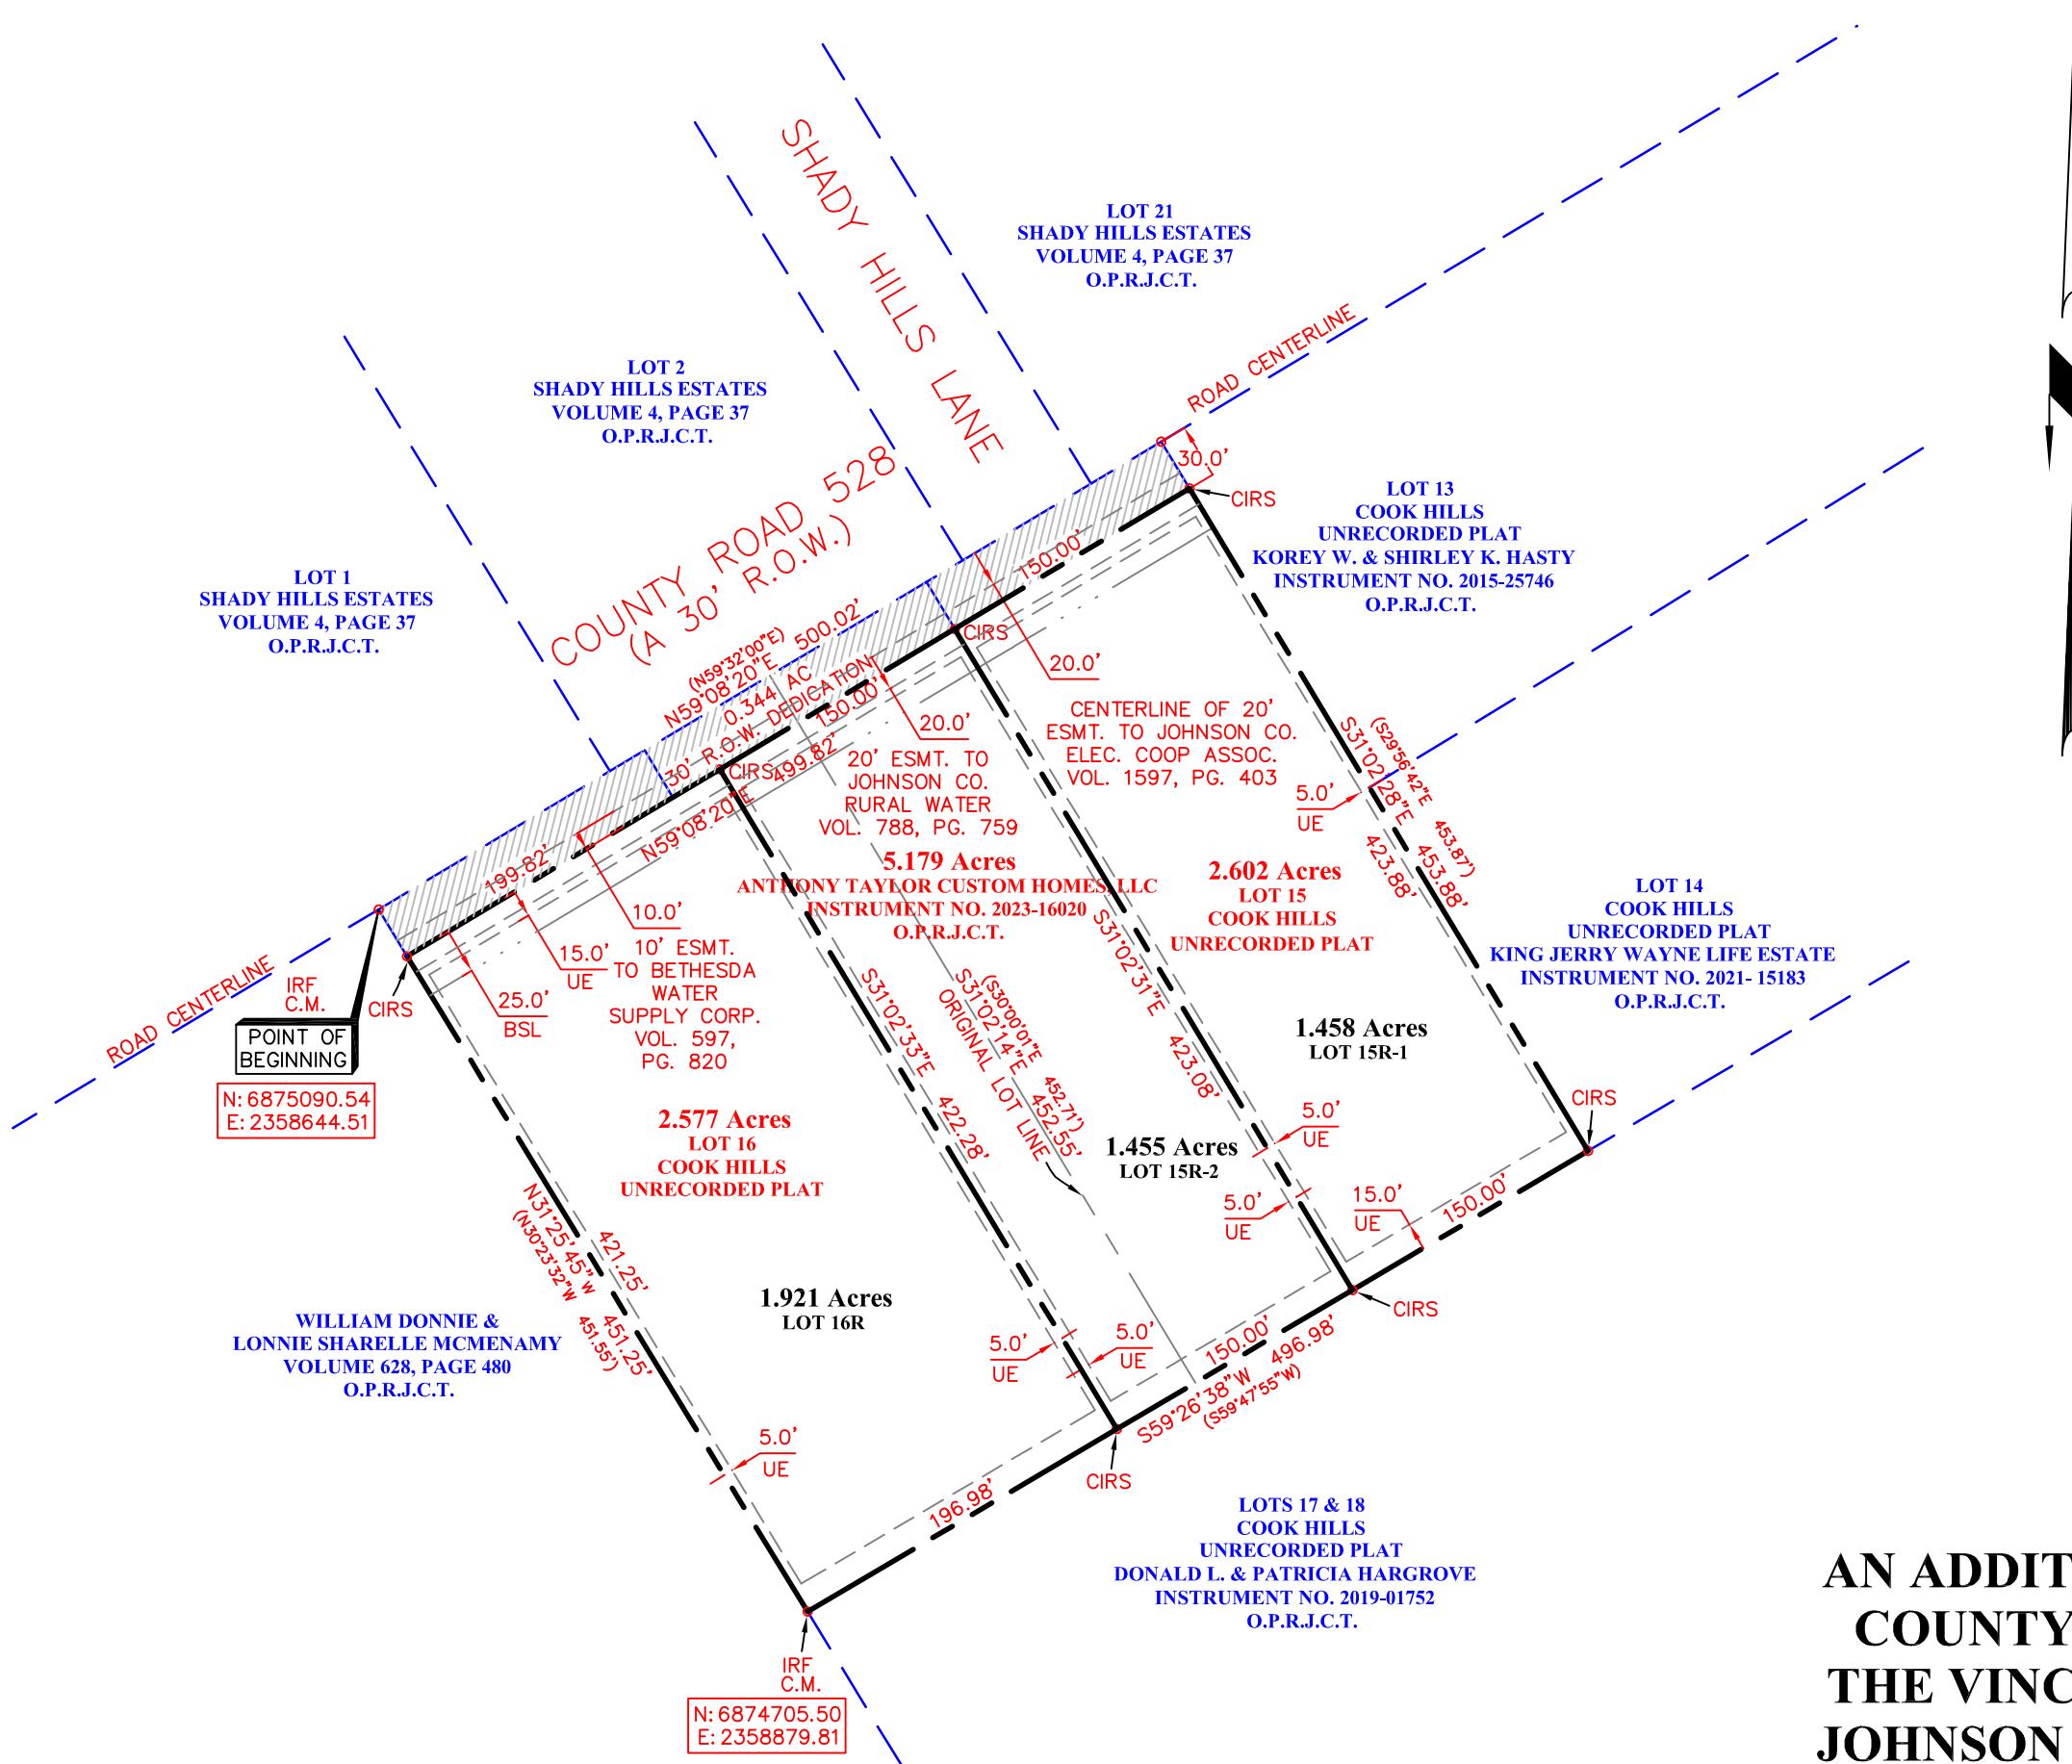 SHADY HILLS LANE
LOT 21
SHADY HILLS ESTATES
VOLUME 4, PAGE 37
O.P.R.J.C.T.
LOT 2
SHADY HILLS ESTATES
VOLUME 4, PAGE 37
O.P.R.J.C.T.
ROAD CENTERLINE
30.0'
CIRS
LOT 13
COOK HILLS
UNRECORDED PLAT
KOREY W. & SHIRLEY K. HASTY
INSTRUMENT NO. 2015-25746
O.P.R.J.C.T.
COUNTY ROAD 528
(A 30' R.O.W.)
LOT 1
SHADY HILLS ESTATES
VOLUME 4, PAGE 37
O.P.R.J.C.T.
150.00'
CIRS
20.0'
(N59°32'00"E)
N59°08'20"E 500.02'
0.344 AC
30' R.O.W. DEDICATION
150.00'
CIRS
N59°08'20"E 499.82'
20.0'
20' ESMT. TO
JOHNSON CO.
RURAL WATER
VOL. 788, PG. 759
CENTERLINE OF 20'
ESMT. TO JOHNSON CO.
ELEC. COOP ASSOC.
VOL. 1597, PG. 403
5.0'
UE
(S29°56'42"E 453.87')
S31°02'28"E 453.88'
423.88'
199.82'
5.179 Acres
ANTHONY TAYLOR CUSTOM HOMES, LLC
INSTRUMENT NO. 2023-16020
O.P.R.J.C.T.
2.602 Acres
LOT 15
COOK HILLS
UNRECORDED PLAT
LOT 14
COOK HILLS
UNRECORDED PLAT
KING JERRY WAYNE LIFE ESTATE
INSTRUMENT NO. 2021- 15183
O.P.R.J.C.T.
10.0'
10' ESMT.
TO BETHESDA
WATER
SUPPLY CORP.
VOL. 597,
PG. 820
15.0'
UE
25.0'
BSL
ROAD CENTERLINE
IRF
C.M.
CIRS
POINT OF
BEGINNING
N: 6875090.54
E: 2358644.51
S31°02'33"E 422.28'
(S30°00'01"E 452.71')
S31°02'14"E 452.55'
ORIGINAL LOT LINE
S31°02'31"E 423.08'
1.458 Acres
LOT 15R-1
CIRS
2.577 Acres
LOT 16
COOK HILLS
UNRECORDED PLAT
1.455 Acres
LOT 15R-2
5.0'
UE
5.0'
UE
15.0'
UE
150.00'
421.25'
N31°25'45"W 451.25'
(N30°23'32"W 451.55')
1.921 Acres
LOT 16R
CIRS
WILLIAM DONNIE &
LONNIE SHARELLE MCMENAMY
VOLUME 628, PAGE 480
O.P.R.J.C.T.
5.0'
UE
5.0'
UE
150.00'
S59°26'38"W 496.98'
(S59°47'55"W)
5.0'
UE
CIRS
196.98'
LOTS 17 & 18
COOK HILLS
UNRECORDED PLAT
DONALD L. & PATRICIA HARGROVE
INSTRUMENT NO. 2019-01752
O.P.R.J.C.T.
IRF
C.M.
N: 6874705.50
E: 2358879.81
AN ADDIT
COUNTY
THE VINC
JOHNSON